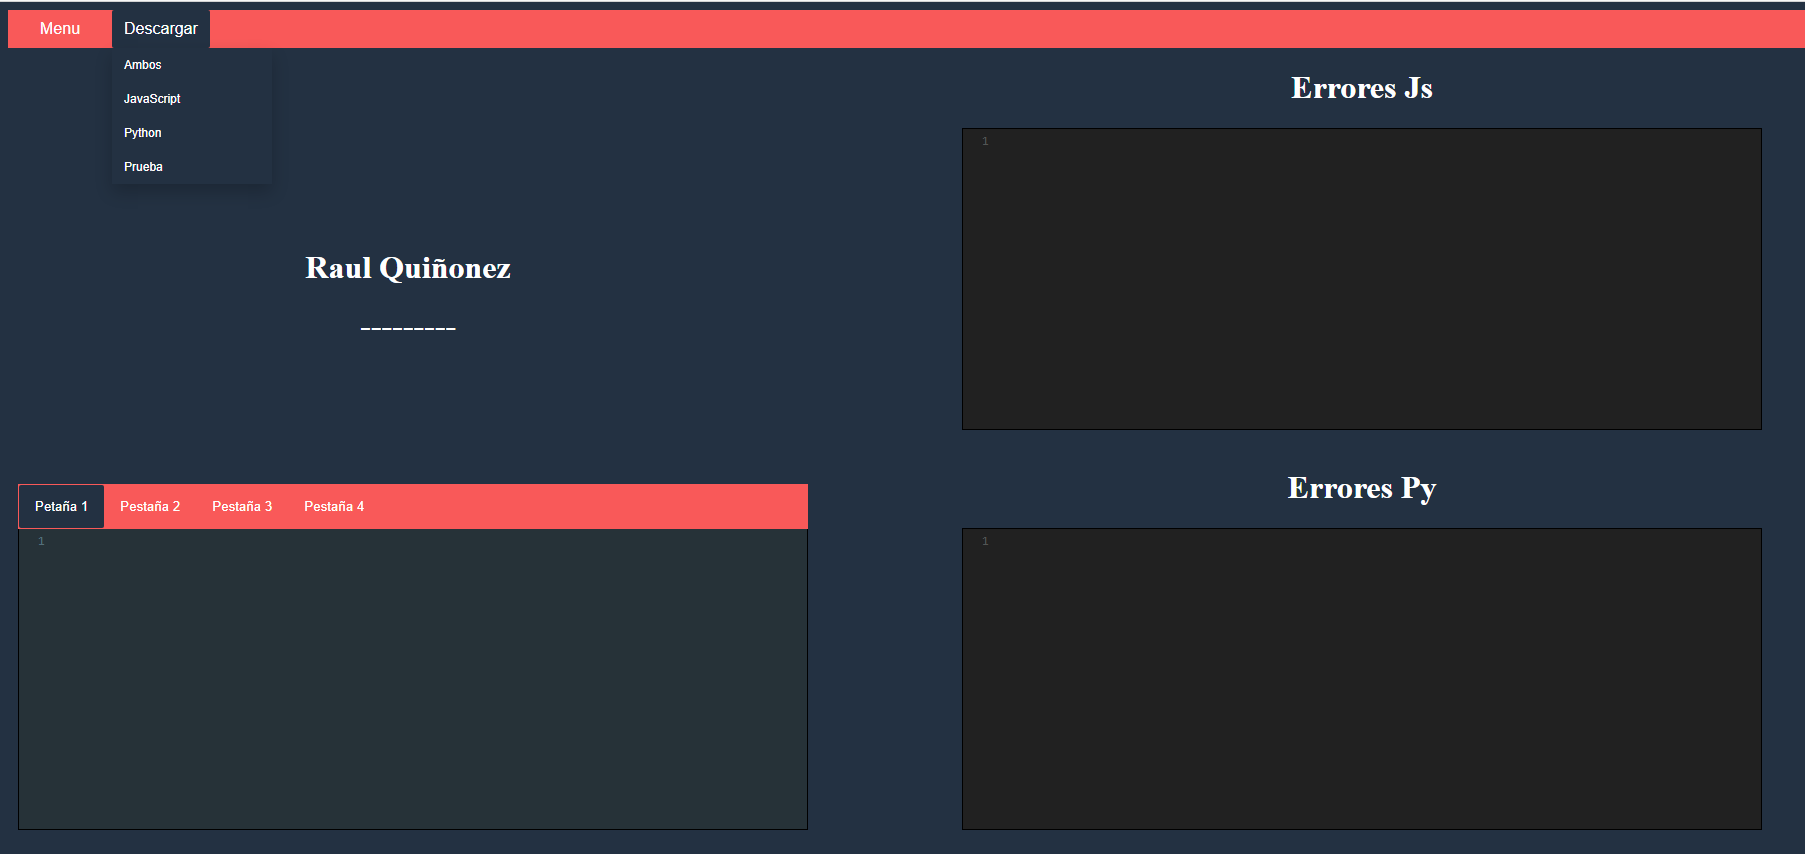 Menu Descargar
Ambos
JavaScript
Python
Prueba
Raul Quiñonez
---------
Petaña 1 Pestaña 2 Pestaña 3 Pestaña 4
1
Errores Js
1
Errores Py
1